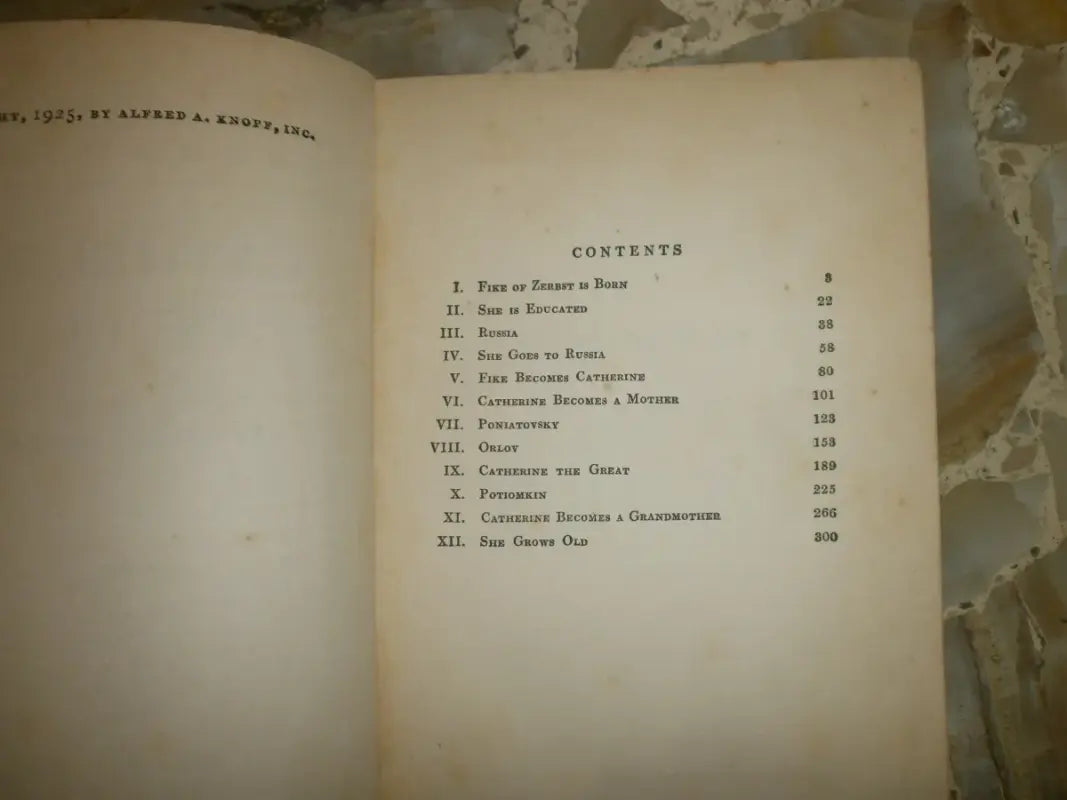 , 1925, BY ALFRED A. KNOPF, INC.
CONTENTS
I. FIKE OF ZERBST IS BORN 3
II. SHE IS EDUCATED 22
III. RUSSIA 38
IV. SHE GOES TO RUSSIA 58
V. FIKE BECOMES CATHERINE 80
VI. CATHERINE BECOMES A MOTHER 101
VII. PONIATOVSKY 123
VIII. ORLOV 153
IX. CATHERINE THE GREAT 189
X. POTIOMKIN 225
XI. CATHERINE BECOMES A GRANDMOTHER 266
XII. SHE GROWS OLD 300